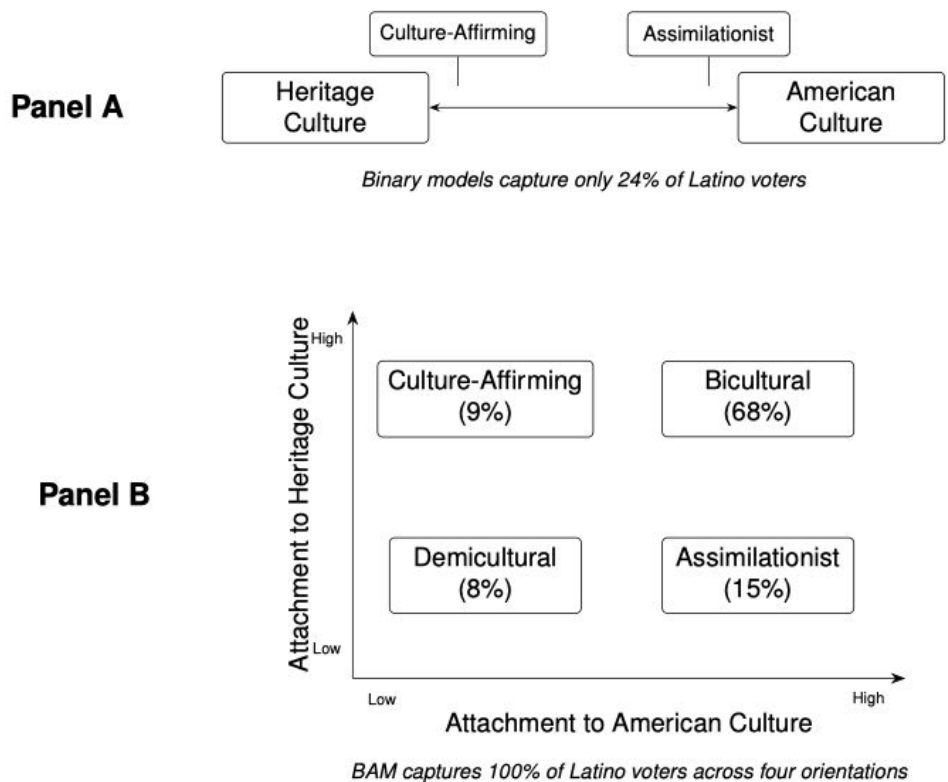 Culture-Affirming
Assimilationist
Panel A
Heritage
Culture
American
Culture
Binary models capture only 24% of Latino voters
Panel B
Attachment to Heritage Culture
High
Low
Culture-Affirming
(9%)
Bicultural
(68%)
Demicultural
(8%)
Assimilationist
(15%)
Low
High
Attachment to American Culture
BAM captures 100% of Latino voters across four orientations